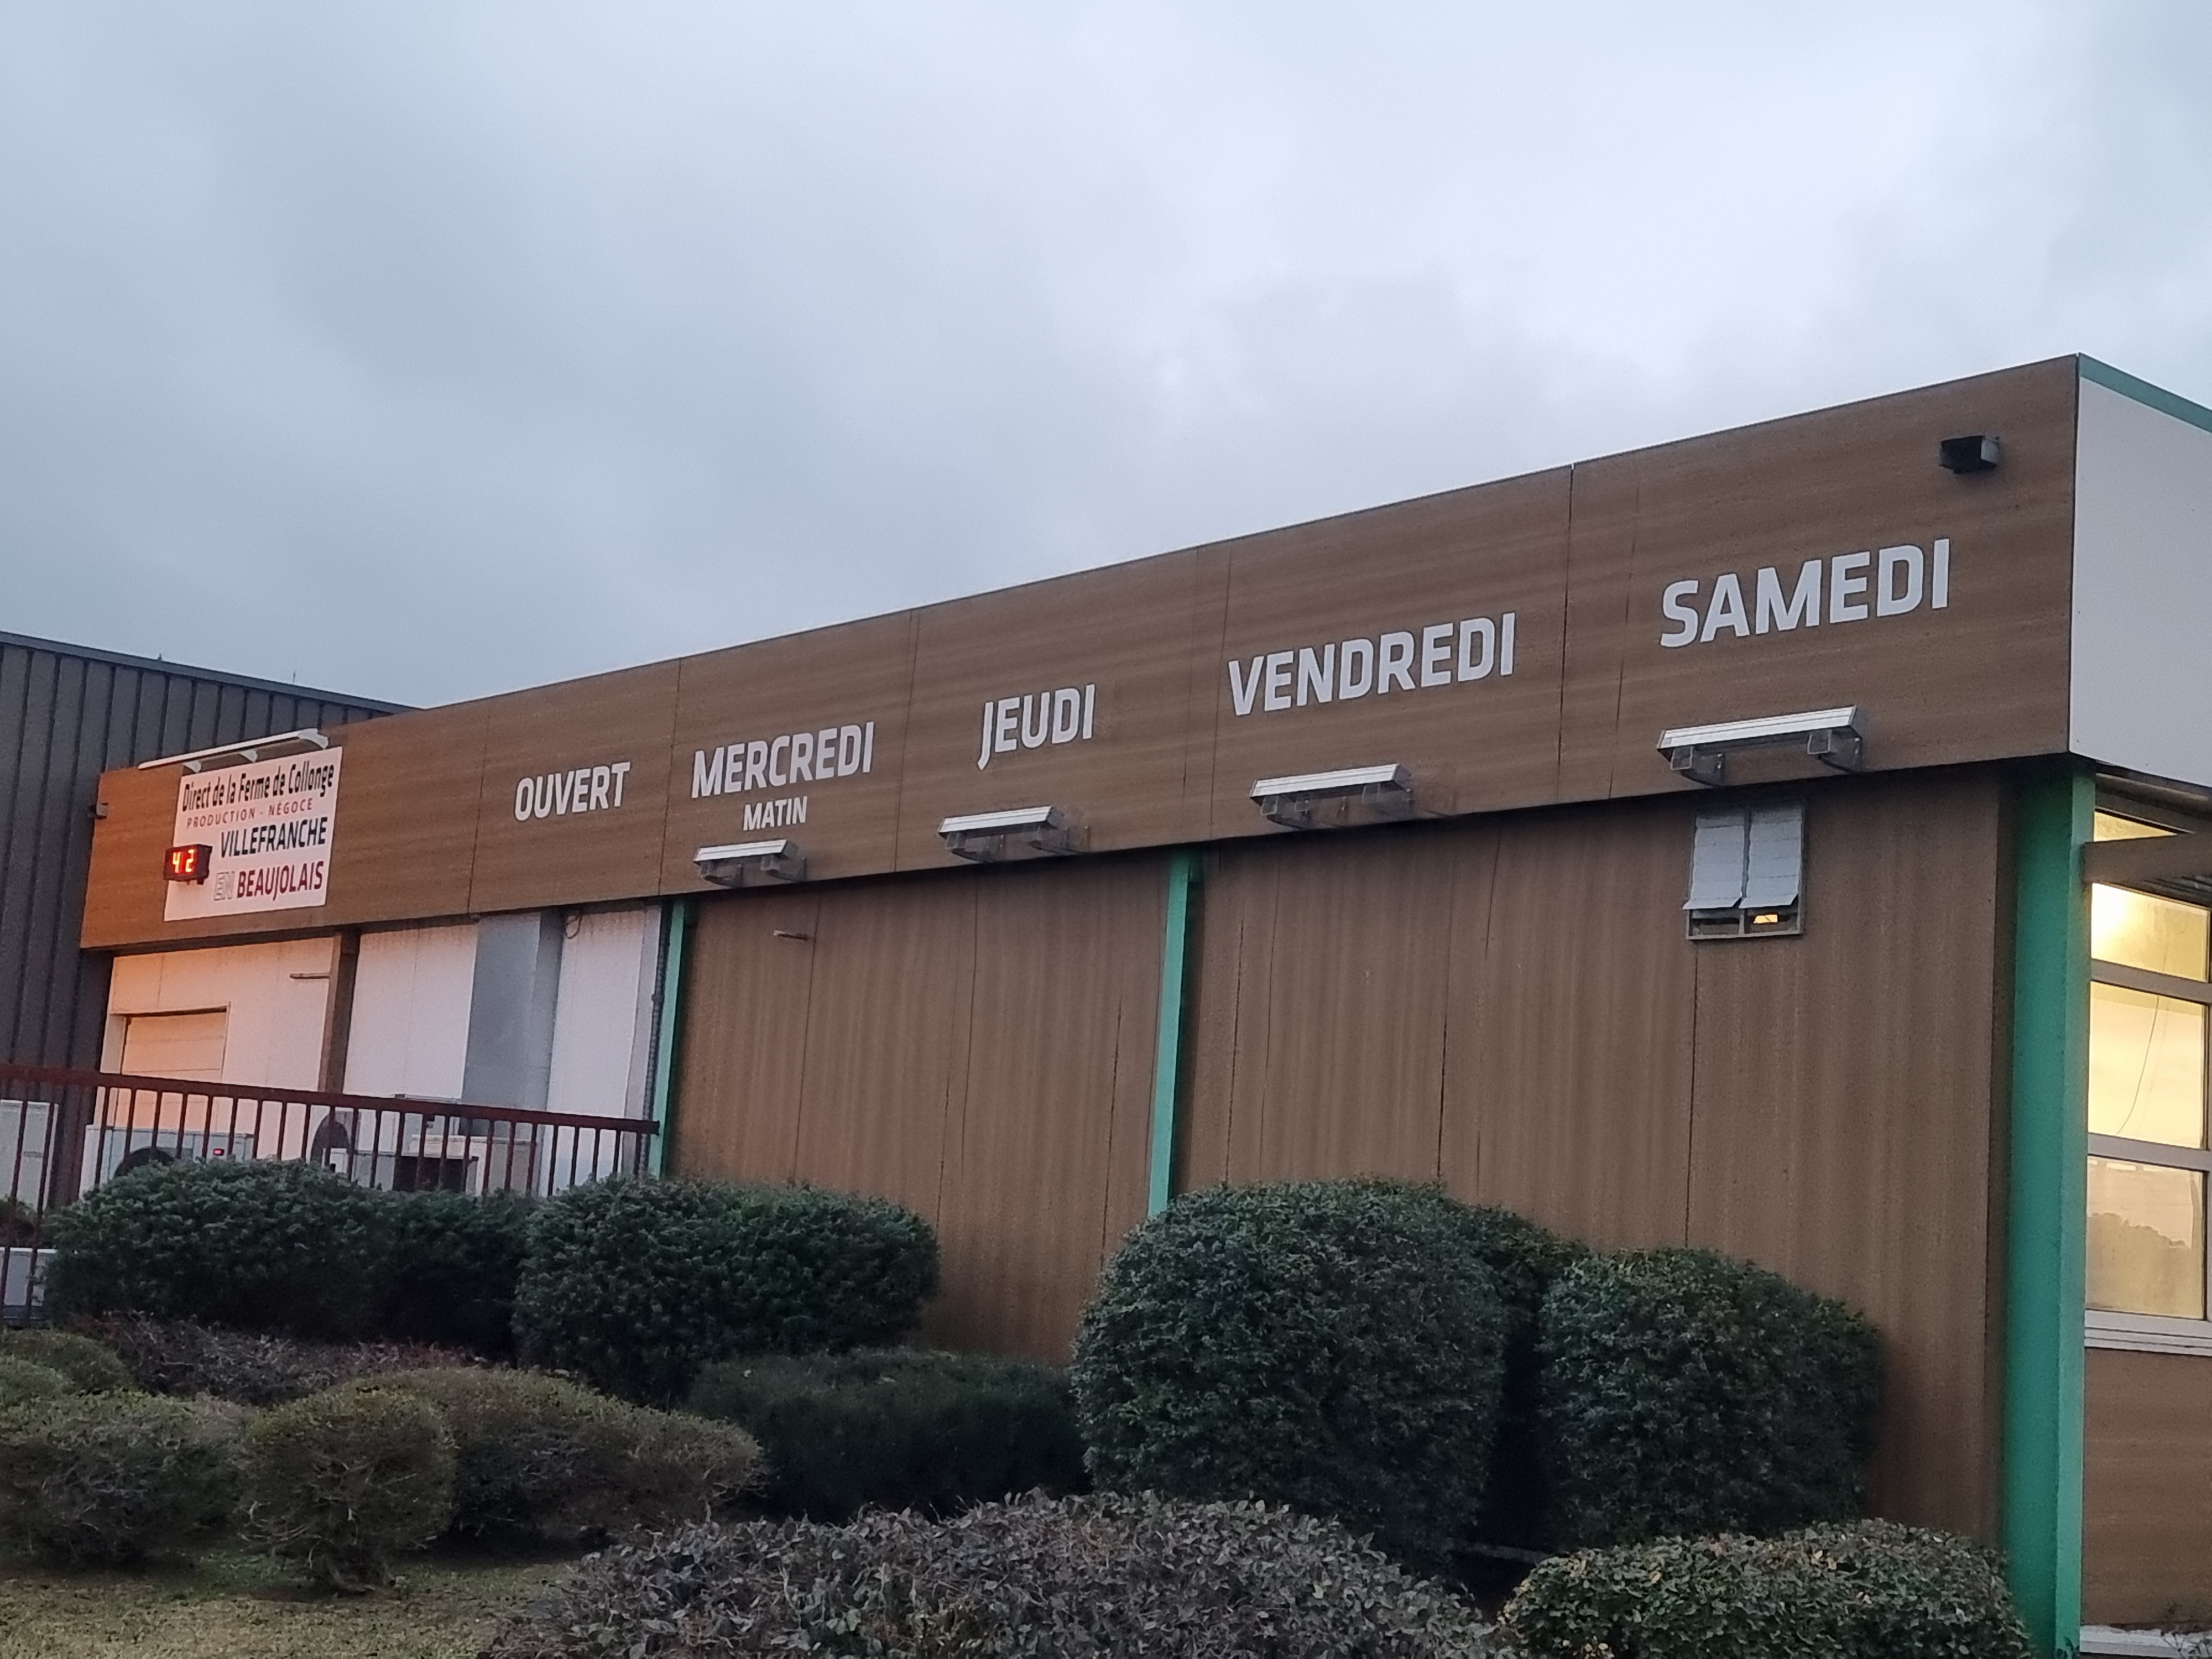 Direct de la Ferme de Collonge
PRODUCTION - NÉGOCE
VILLEFRANCHE
EN BEAUJOLAIS
42
OUVERT
MERCREDI
MATIN
JEUDI
VENDREDI
SAMEDI